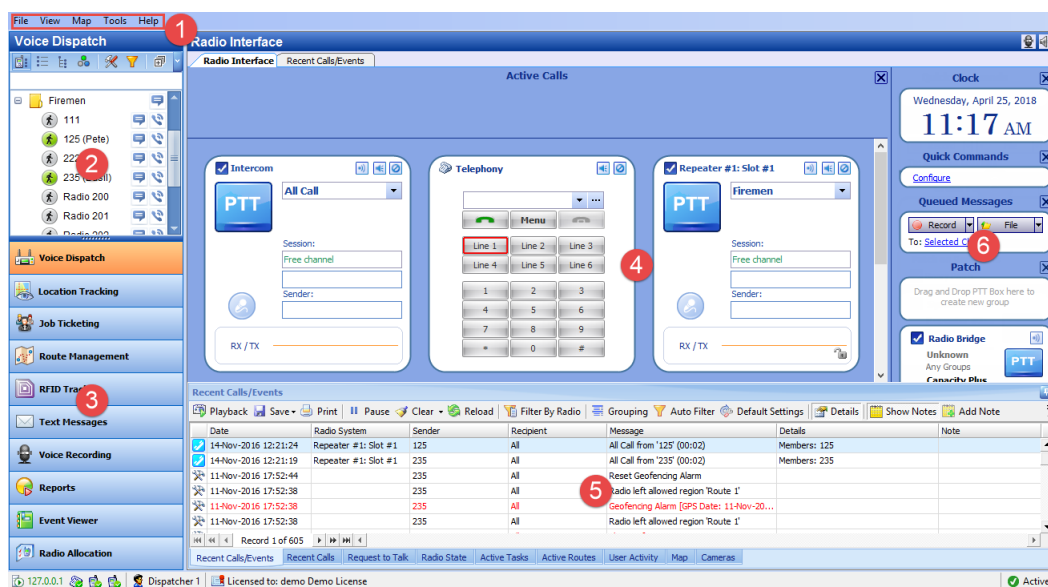 File View Map Tools Help
1
Voice Dispatch
Radio Interface
Radio Interface Recent Calls/Events
Active Calls
Firemen
111
125 (Pete)
2
235
Radio 200
Radio 201
Voice Dispatch
Location Tracking
Job Ticketing
Route Management
RFID
3
Text Messages
Voice Recording
Reports
Event Viewer
Radio Allocation
Intercom
PTT
All Call
Session:
Free channel
Sender:
RX / TX
Telephony
...
Menu
Line 1 Line 2 Line 3
Line 4 Line 5 Line 6
1 2 3
4 5 6
7 8 9
* 0 #
4
Repeater #1: Slot #1
PTT
Firemen
Session:
Free channel
Sender:
RX / TX
Clock
Wednesday, April 25, 2018
11:17 AM
Quick Commands
Configure
Queued Messages
Record File
To: Selected
6
Patch
Drag and Drop PTT Box here to
create new group
Radio Bridge
Unknown
Any Groups
Capacity Plus
PTT
Recent Calls/Events
Playback Save Print Pause Clear Reload Filter By Radio Grouping Auto Filter Default Settings Details Show Notes Add Note
Date Radio System Sender Recipient Message Details Note
14-Nov-2016 12:21:24 Repeater #1: Slot #1 125 All All Call from '125' (00:02) Members: 125
14-Nov-2016 12:21:19 Repeater #1: Slot #1 235 All All Call from '235' (00:02) Members: 235
11-Nov-2016 17:52:44 235 All Reset Geofencing Alarm
11-Nov-2016 17:52:38 235 All Radio left allowed region 'Route 1'
5
11-Nov-2016 17:52:38 235 All Geofencing Alarm [GPS Date: 11-Nov-20...
11-Nov-2016 17:52:38 235 All Radio left allowed region 'Route 1'
Record 1 of 605
Recent Calls/Events Recent Calls Request to Talk Radio State Active Tasks Active Routes User Activity Map Cameras
127.0.0.1 Dispatcher 1 Licensed to: demo Demo License Active